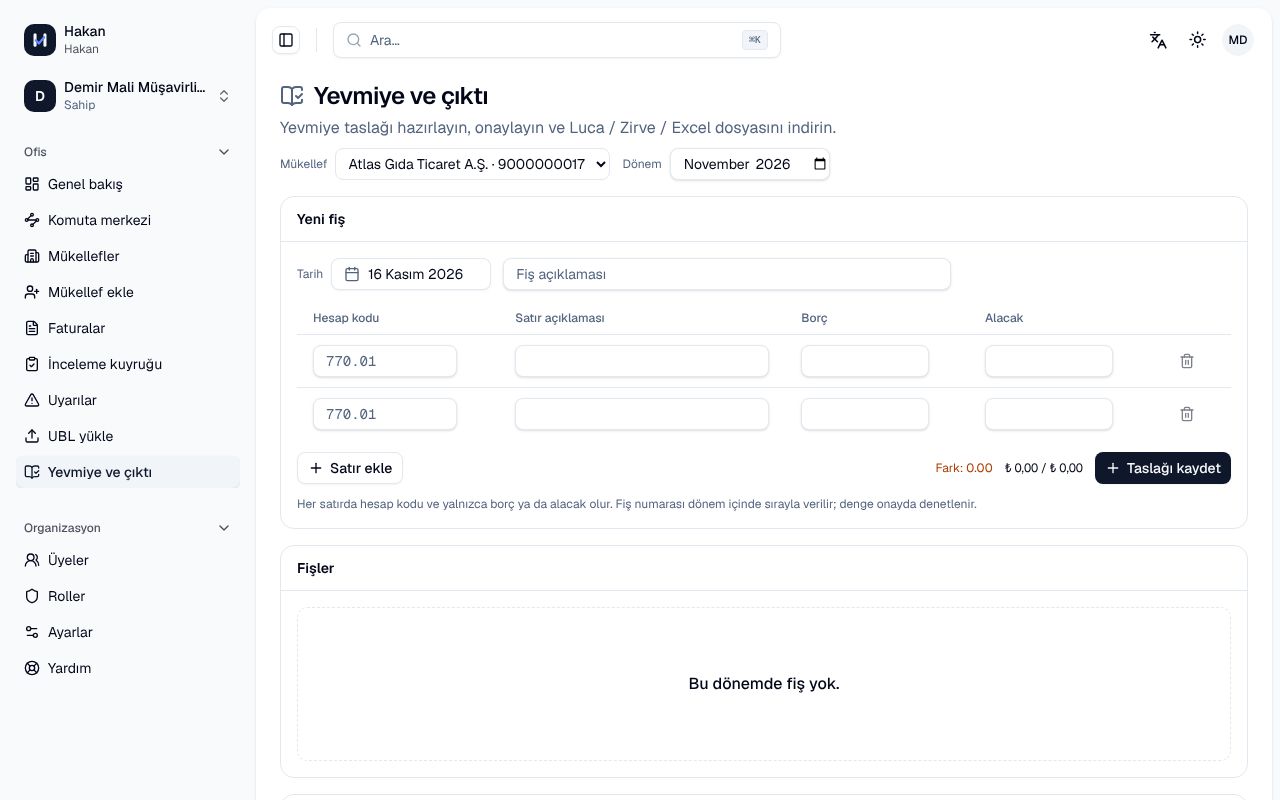 Hakan
Hakan
Demir Mali Müşavirli...
D
Sahip
Ofis
Genel bakış
Komuta merkezi
Mükellefler
Mükellef ekle
Faturalar
İnceleme kuyruğu
Uyarılar
UBL yükle
Yevmiye ve çıktı
Organizasyon
Üyeler
Roller
Ayarlar
Yardım
Ara... ⌘K
MD
Yevmiye ve çıktı
Yevmiye taslağı hazırlayın, onaylayın ve Luca / Zirve / Excel dosyasını indirin.
Mükellef Atlas Gıda Ticaret A.Ş. · 9000000017 Dönem November 2026
Yeni fiş
Tarih 16 Kasım 2026 Fiş açıklaması
Hesap kodu Satır açıklaması Borç Alacak
770.01
770.01
+ Satır ekle Fark: 0.00 ₺ 0,00 / ₺ 0,00 + Taslağı kaydet
Her satırda hesap kodu ve yalnızca borç ya da alacak olur. Fiş numarası dönem içinde sırayla verilir; denge onayda denetlenir.
Fişler
Bu dönemde fiş yok.